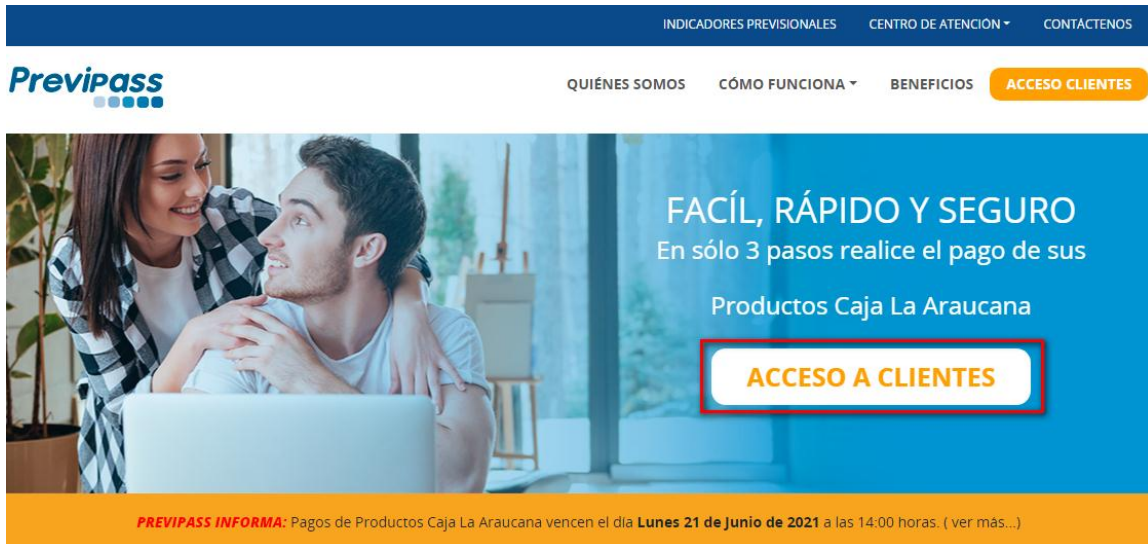 INDICADORES PREVISIONALES CENTRO DE ATENCIÓN CONTÁCTENOS
Previpass QUIÉNES SOMOS CÓMO FUNCIONA BENEFICIOS ACCESO CLIENTES
FACÍL, RÁPIDO Y SEGURO
En sólo 3 pasos realice el pago de sus
Productos Caja La Araucana
ACCESO A CLIENTES
PREVIPASS INFORMA: Pagos de Productos Caja La Araucana vencen el día Lunes 21 de Junio de 2021 a las 14:00 horas. ( ver más...)